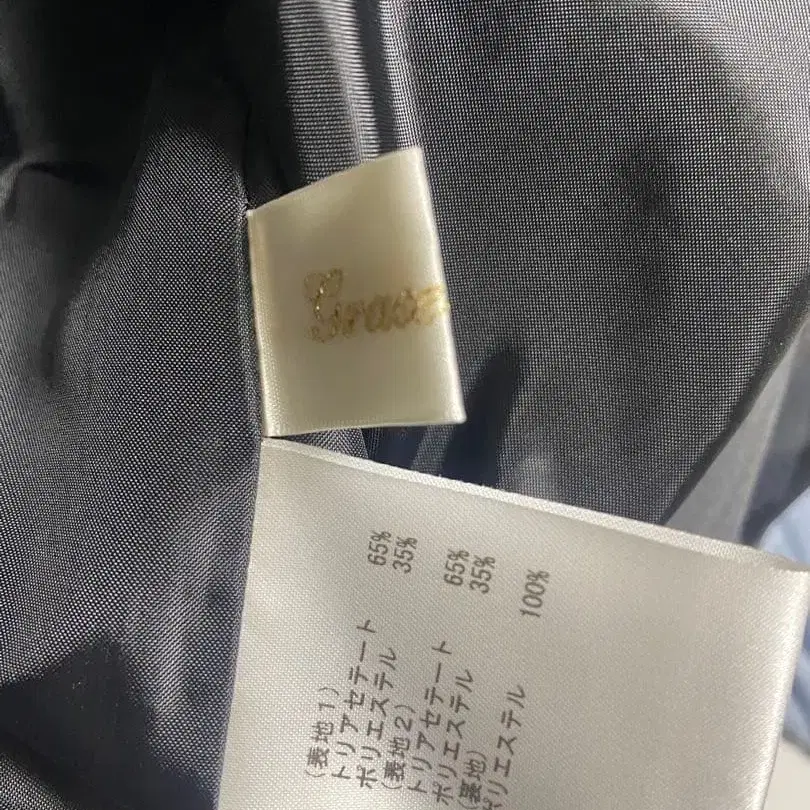 Grace
(表地1)
トリアセテート 65%
ポリエステル 35%
(表地2)
トリアセテート 65%
ポリエステル 35%
(裏地)
ポリエステル 100%